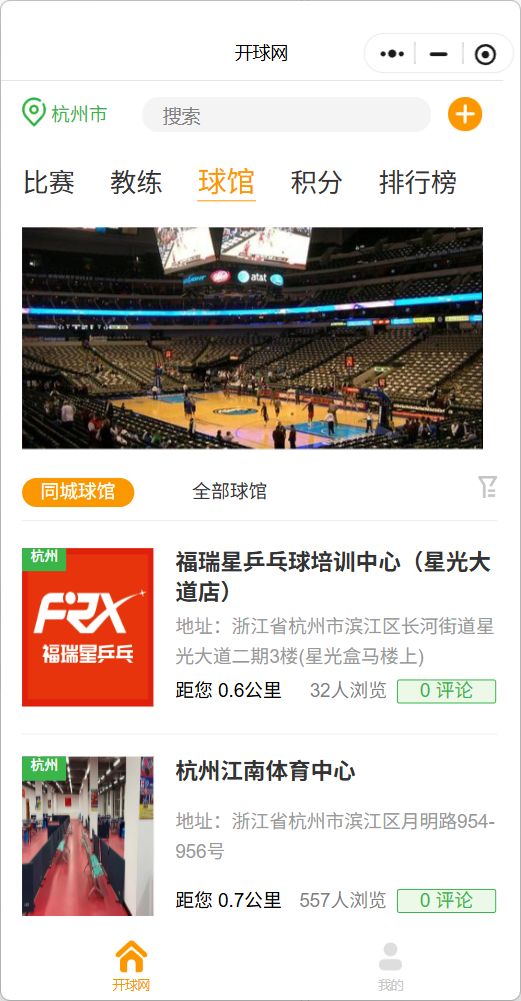 开球网
杭州市
搜索
比赛 教练 球馆 积分 排行榜
at&t
同城球馆 全部球馆
杭州
FRX
福瑞星乒乓
福瑞星乒乓球培训中心（星光大
道店）
地址：浙江省杭州市滨江区长河街道星
光大道二期3楼(星光盒马楼上)
距您 0.6公里 32人浏览 0 评论
杭州
杭州江南体育中心
地址：浙江省杭州市滨江区月明路954-
956号
距您 0.7公里 557人浏览 0 评论
开球网 我的